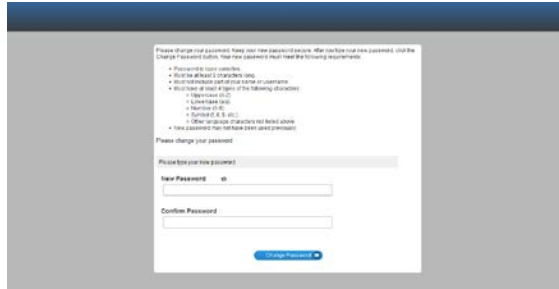 Please change your password. Keep your new password secure. After you type your new password, click the
Change Password button. Your new password must meet the following requirements:
Password is case sensitive.
Must be at least 8 characters long.
Must not include part of your name or username.
Must have at least 4 types of the following characters:
Uppercase (A-Z)
Lowercase (a-z)
Number (0-9)
Symbol (!, #, $, etc.)
Other language characters not listed above
New password may not have been used previously.
Please change your password
Please type your new password
New Password
Confirm Password
Change Password